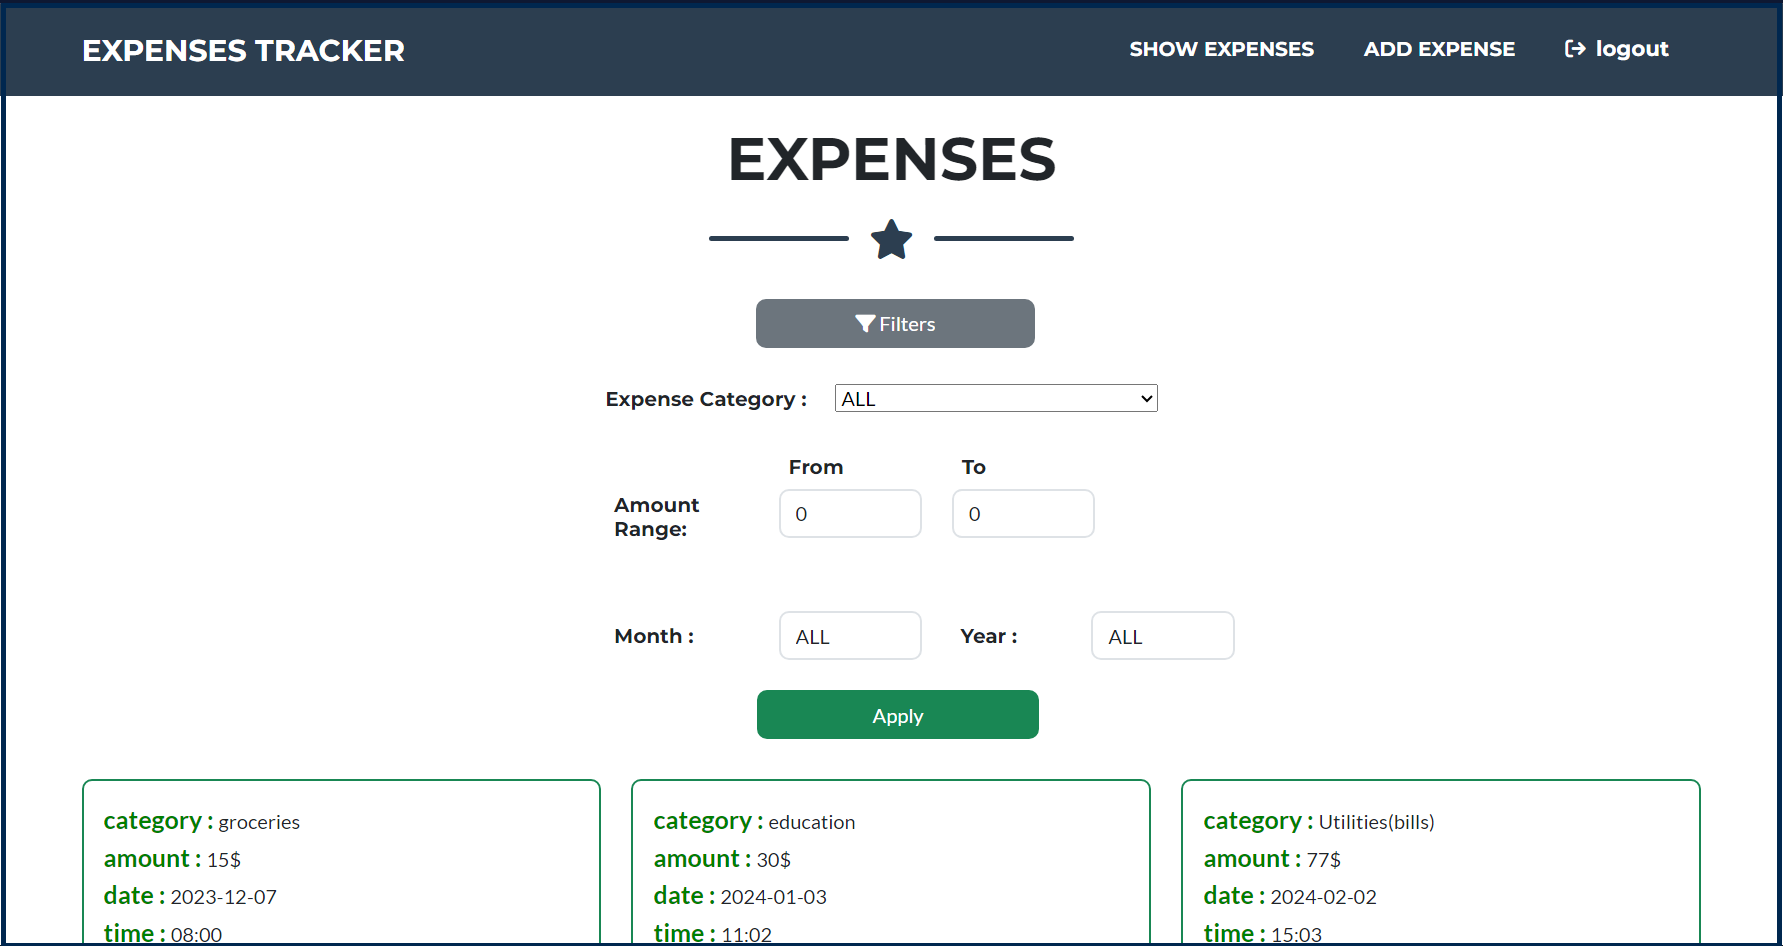 EXPENSES TRACKER
SHOW EXPENSES
ADD EXPENSE
logout
EXPENSES
Filters
Expense Category :
ALL
From
To
Amount
Range:
0
0
Month :
ALL
Year :
ALL
Apply
category : groceries
amount : 15$
date : 2023-12-07
time : 08:00
category : education
amount : 30$
date : 2024-01-03
time : 11:02
category : Utilities(bills)
amount : 77$
date : 2024-02-02
time : 15:03